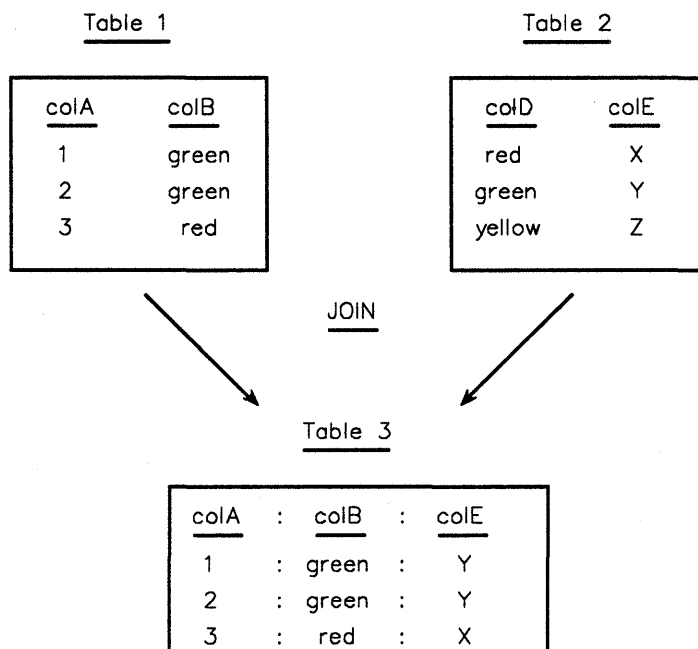 Table 1
colA colB
1 green
2 green
3 red
Table 2
colD colE
red X
green Y
yellow Z
JOIN
Table 3
colA : colB : colE
1 : green : Y
2 : green : Y
3 : red : X